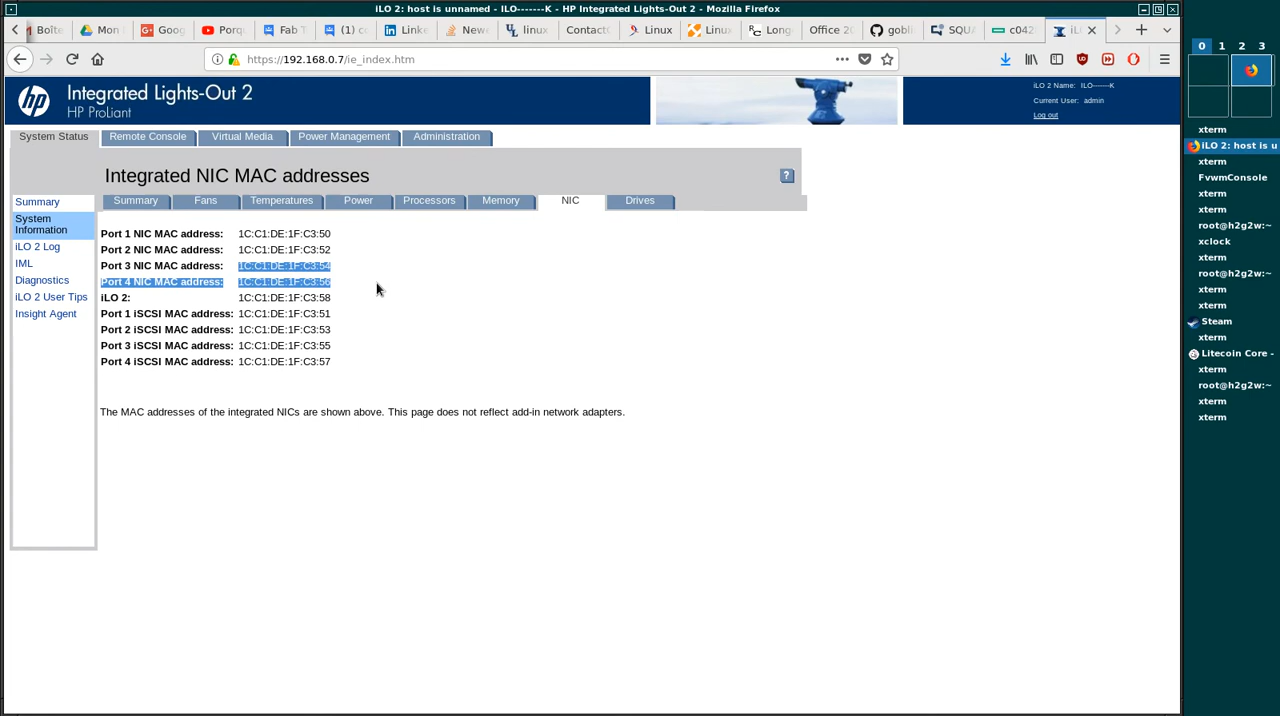 iLO 2: host is unnamed - ILO-------K - HP Integrated Lights-Out 2 - Mozilla Firefox
Boîte Mon Goog Porq Fab T (1) cc Linke Newe linux Contact Linux Linux Long Office 2 gobli SQUA c042 iL
https://192.168.0.7/ie_index.htm
0 1 2 3
hp
Integrated Lights-Out 2
HP ProLiant
iLO 2 Name: ILO-------K
Current User: admin
Log out
System Status Remote Console Virtual Media Power Management Administration
Integrated NIC MAC addresses
?
Summary Fans Temperatures Power Processors Memory NIC Drives
Summary
System
Information
iLO 2 Log
IML
Diagnostics
iLO 2 User Tips
Insight Agent
Port 1 NIC MAC address: 1C:C1:DE:1F:C3:50
Port 2 NIC MAC address: 1C:C1:DE:1F:C3:52
Port 3 NIC MAC address: 1C:C1:DE:1F:C3:54
Port 4 NIC MAC address: 1C:C1:DE:1F:C3:56
iLO 2: 1C:C1:DE:1F:C3:58
Port 1 iSCSI MAC address: 1C:C1:DE:1F:C3:51
Port 2 iSCSI MAC address: 1C:C1:DE:1F:C3:53
Port 3 iSCSI MAC address: 1C:C1:DE:1F:C3:55
Port 4 iSCSI MAC address: 1C:C1:DE:1F:C3:57
The MAC addresses of the integrated NICs are shown above. This page does not reflect add-in network adapters.
xterm
iLO 2: host is u
xterm
FvwmConsole
xterm
xterm
root@h2g2w:~
xclock
xterm
root@h2g2w:~
xterm
xterm
Steam
xterm
Litecoin Core -
xterm
root@h2g2w:~
xterm
xterm